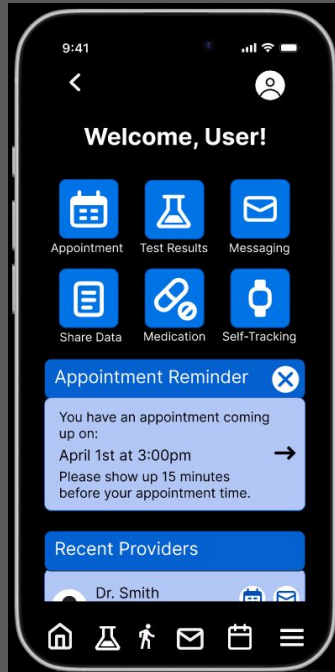 9:41
Welcome, User!
Appointment Test Results Messaging
Share Data Medication Self-Tracking
Appointment Reminder
You have an appointment coming
up on:
April 1st at 3:00pm
Please show up 15 minutes
before your appointment time.
Recent Providers
Dr. Smith